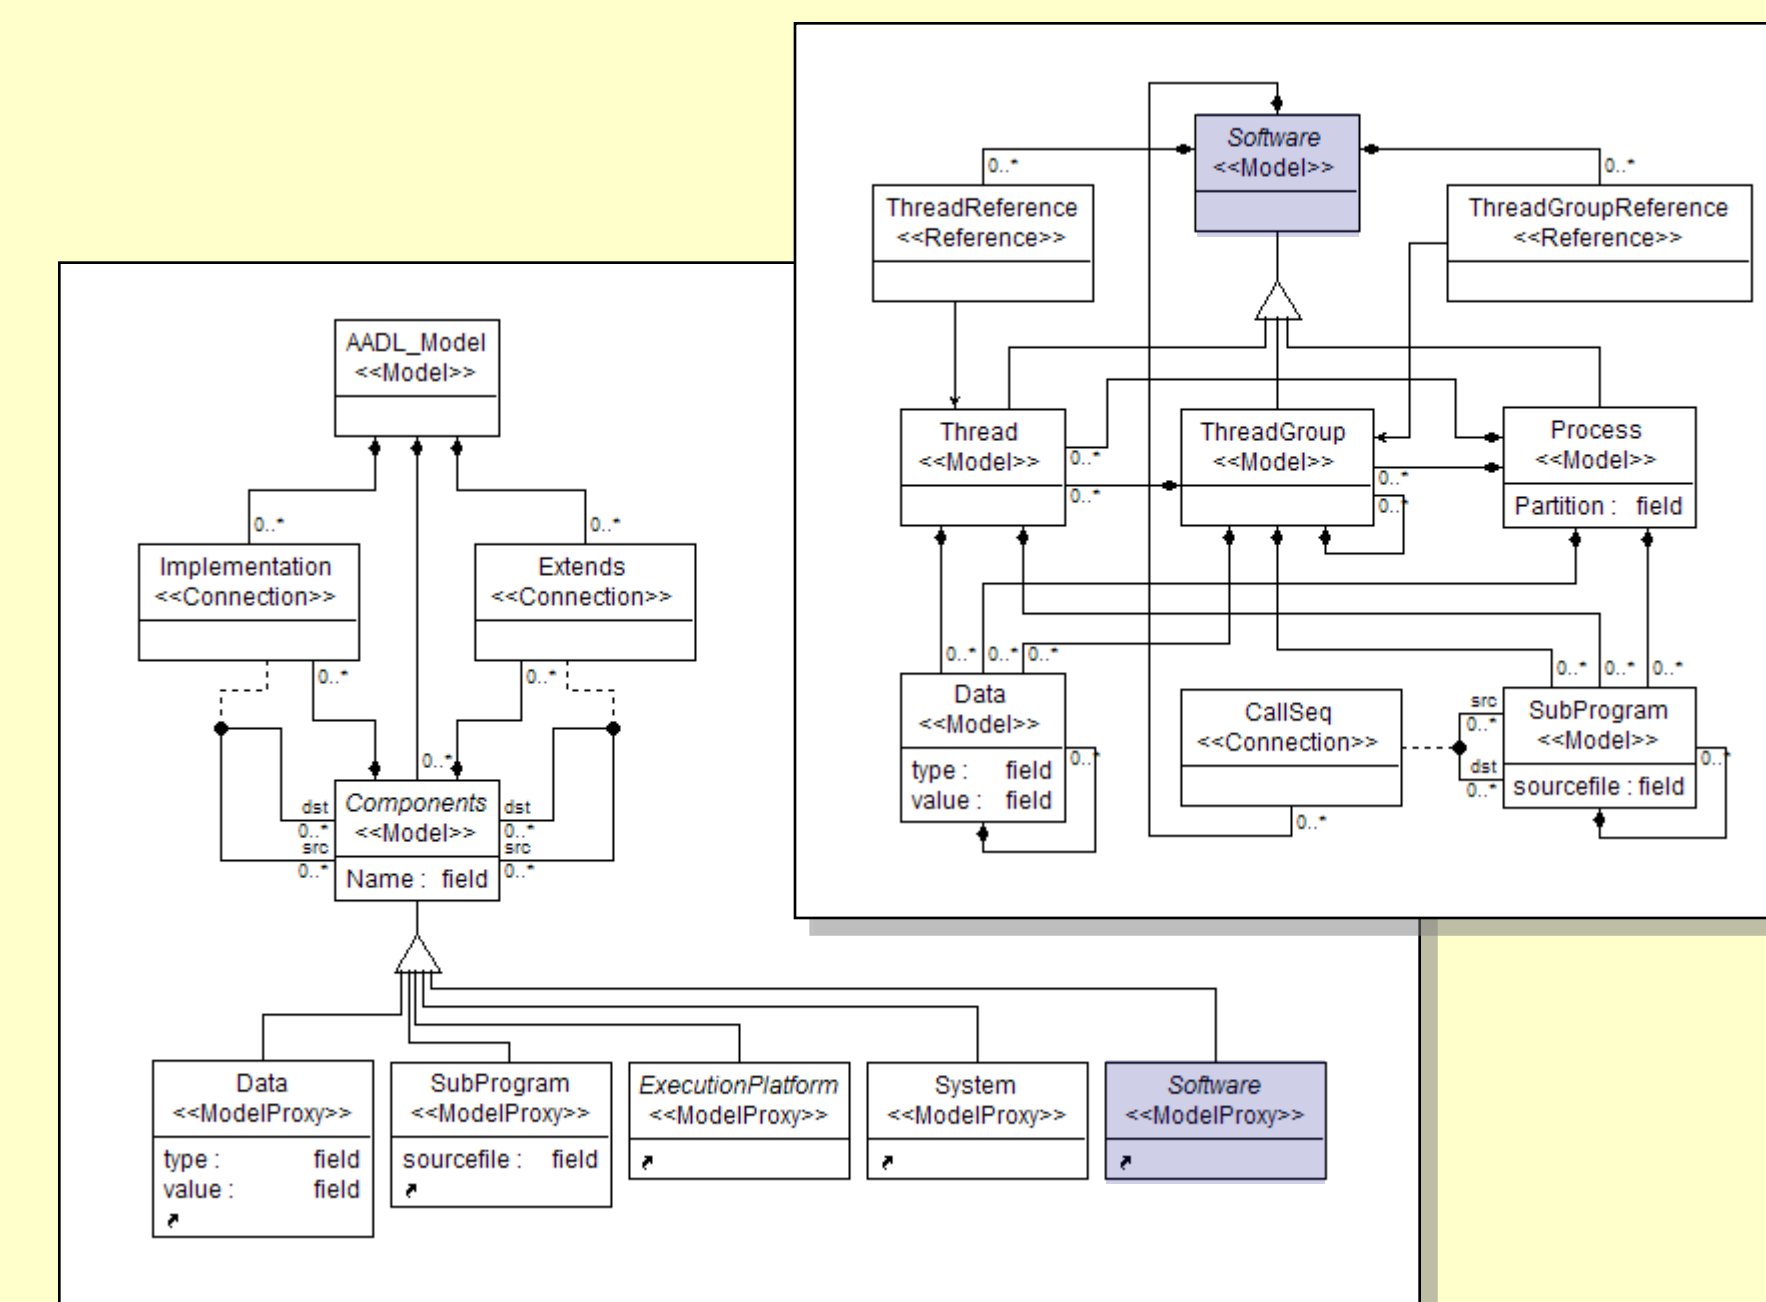 AADL_Model
<<Model>>
0..*
0..*
Implementation
<<Connection>>
Extends
<<Connection>>
0..*
0..*
0..*
dst
0..*
src
0..*
Components
<<Model>>
Name : field
dst
0..*
src
0..*
Data
<<ModelProxy>>
type : field
value : field
SubProgram
<<ModelProxy>>
sourcefile : field
ExecutionPlatform
<<ModelProxy>>
System
<<ModelProxy>>
Software
<<ModelProxy>>
Software
<<Model>>
0..*
0..*
ThreadReference
<<Reference>>
ThreadGroupReference
<<Reference>>
Thread
<<Model>>
0..*
0..*
ThreadGroup
<<Model>>
0..*
0..*
Process
<<Model>>
Partition : field
0..*
0..*
0..*
0..*
0..*
0..*
Data
<<Model>>
type : field
value : field
0..*
CallSeq
<<Connection>>
0..*
src
0..*
dst
0..*
SubProgram
<<Model>>
sourcefile : field
0..*